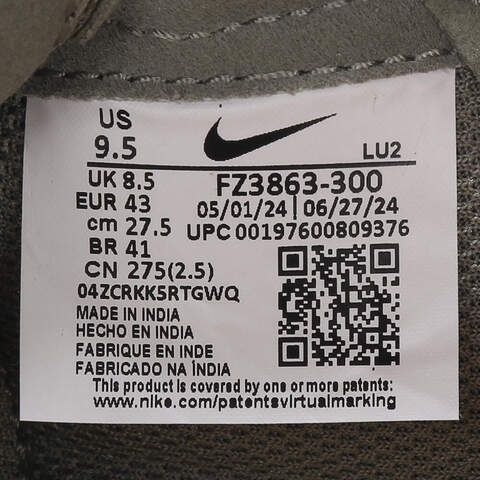 US
9.5
LU2
UK 8.5
FZ3863-300
EUR 43
05/01/24 | 06/27/24
cm 27.5
UPC 00197600809376
BR 41
CN 275(2.5)
04ZCRKK5RTGWQ
MADE IN INDIA
HECHO EN INDIA
FABRIQUE EN INDE
FABRICADO NA ÍNDIA
This product is covered by one or more patents:
www.nike.com/patentsvirtualmarking